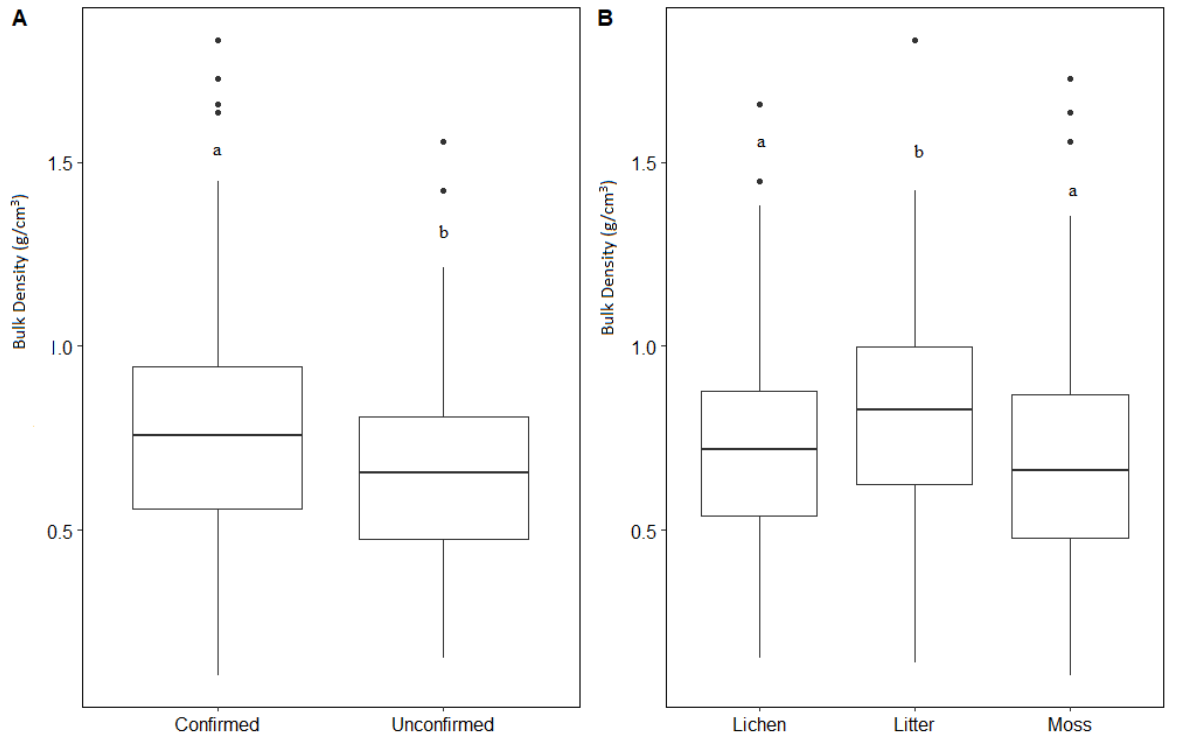 A
Bulk Density (g/cm³)
1.5
1.0
0.5
a
b
Confirmed
Unconfirmed
B
Bulk Density (g/cm³)
1.5
1.0
0.5
a
b
a
Lichen
Litter
Moss